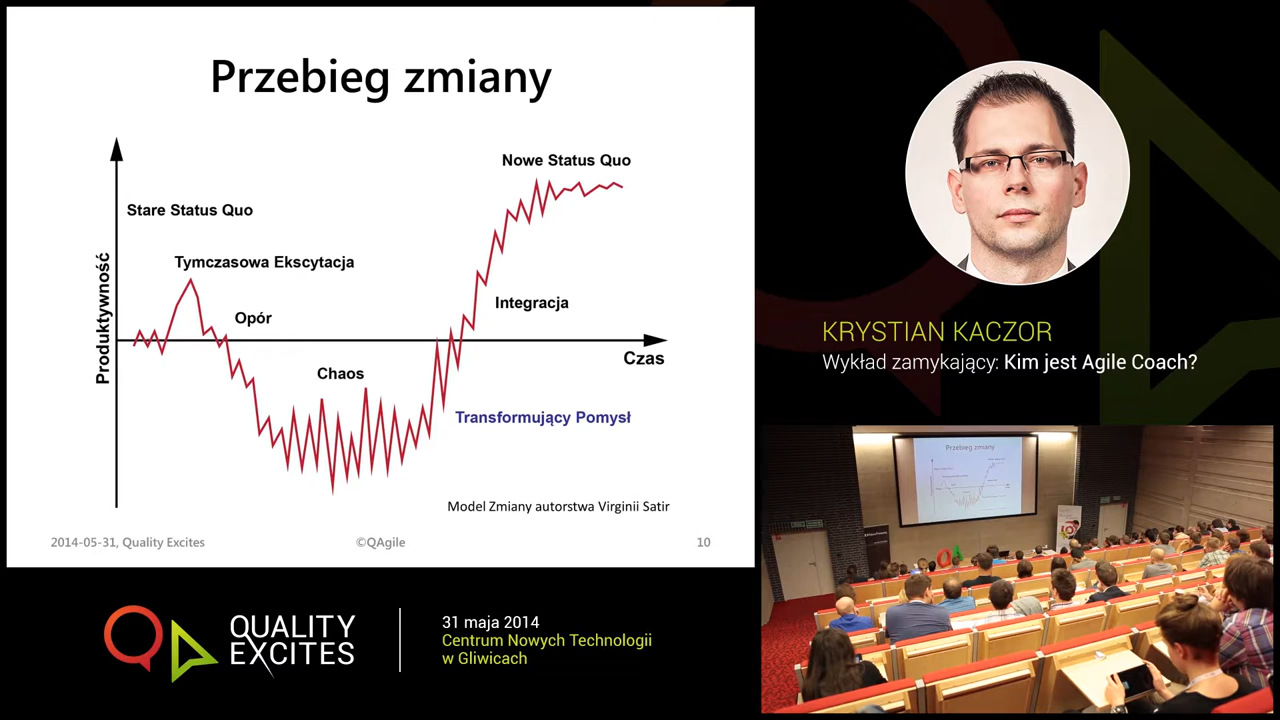 Przebieg zmiany
Nowe Status Quo
Stare Status Quo
Tymczasowa Ekscytacja
Integracja
Opór
Produktywność
Czas
Chaos
Transformujący Pomysł
Model Zmiany autorstwa Virginii Satir
2014-05-31, Quality Excites
©QAgile
10
KRYSTIAN KACZOR
Wykład zamykający: Kim jest Agile Coach?
Przebieg zmiany
QUALITY
EXCITES
31 maja 2014
Centrum Nowych Technologii
w Gliwicach